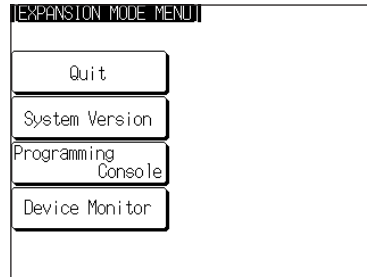 [EXPANSION MODE MENU]
Quit
System Version
Programming
Console
Device Monitor